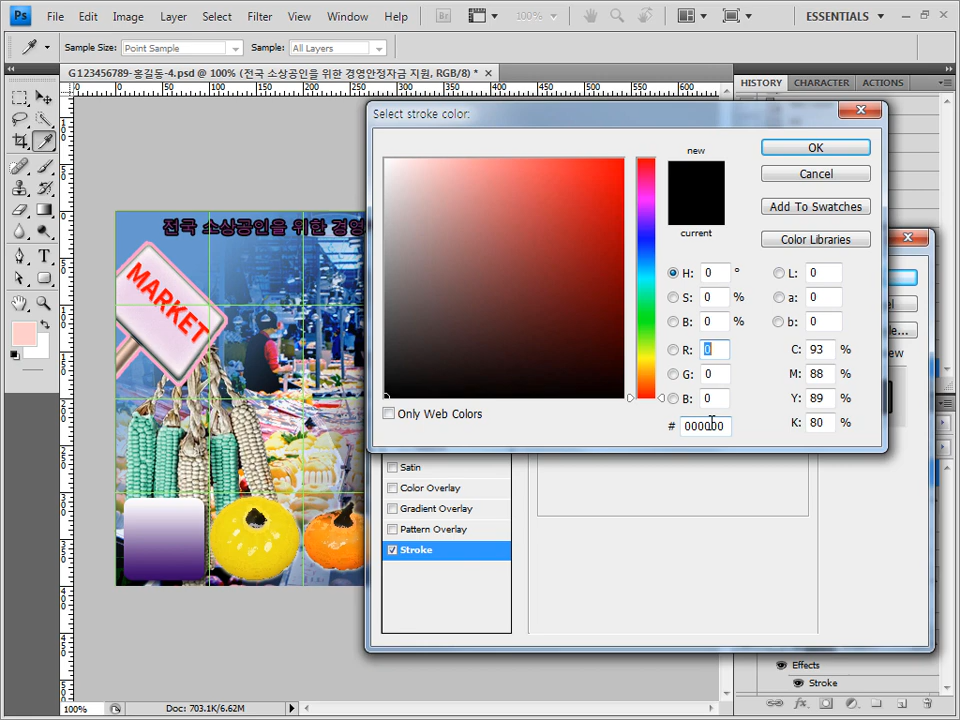 Ps File Edit Image Layer Select Filter View Window Help Br 100% ESSENTIALS
Sample Size: Point Sample Sample: All Layers
G123456789-홍길동-4.psd @ 100% (전국 소상공인을 위한 경영안정자금 지원, RGB/8) *
HISTORY CHARACTER ACTIONS
0 50 100 150 200 250 300 350 400 450 500 550 600
Select stroke color:
new
current
OK
Cancel
Add To Swatches
Color Libraries
H: 0 ° L: 0
S: 0 % a: 0
B: 0 % b: 0
R: 0 C: 93 %
G: 0 M: 88 %
B: 0 Y: 89 %
# 000000 K: 80 %
Only Web Colors
전국 소상공인을 위한 경영
MARKET
Satin
Color Overlay
Gradient Overlay
Pattern Overlay
Stroke
Effects
Stroke
100% Doc: 703.1K/6.62M